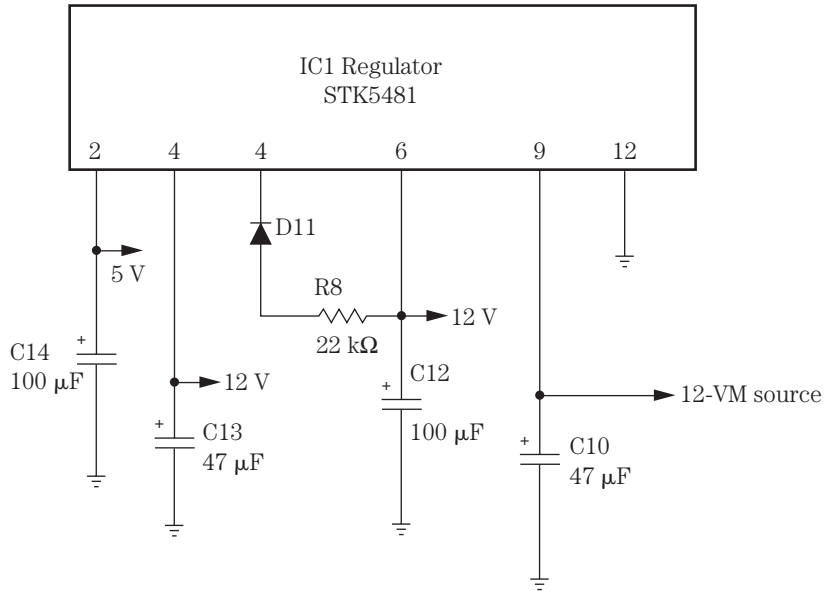 IC1 Regulator
STK5481
2 4 4 6 9 12
D11
5 V
R8
22 kΩ
12 V
C14
100 μF
+
12 V
C12
100 μF
+
12-VM source
C13
47 μF
+
C10
47 μF
+